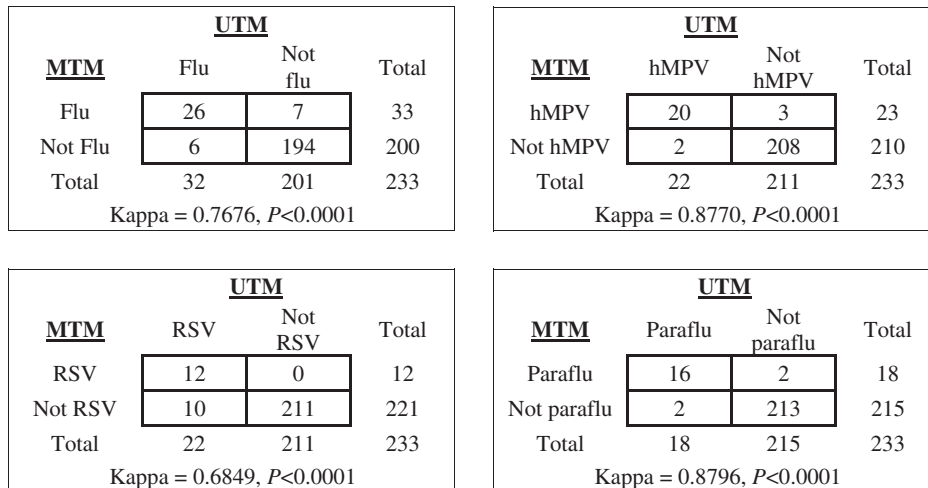 UTM
MTM Flu Not flu Total
Flu 26 7 33
Not Flu 6 194 200
Total 32 201 233
Kappa = 0.7676, P<0.0001
UTM
MTM hMPV Not hMPV Total
hMPV 20 3 23
Not hMPV 2 208 210
Total 22 211 233
Kappa = 0.8770, P<0.0001
UTM
MTM RSV Not RSV Total
RSV 12 0 12
Not RSV 10 211 221
Total 22 211 233
Kappa = 0.6849, P<0.0001
UTM
MTM Paraflu Not paraflu Total
Paraflu 16 2 18
Not paraflu 2 213 215
Total 18 215 233
Kappa = 0.8796, P<0.0001